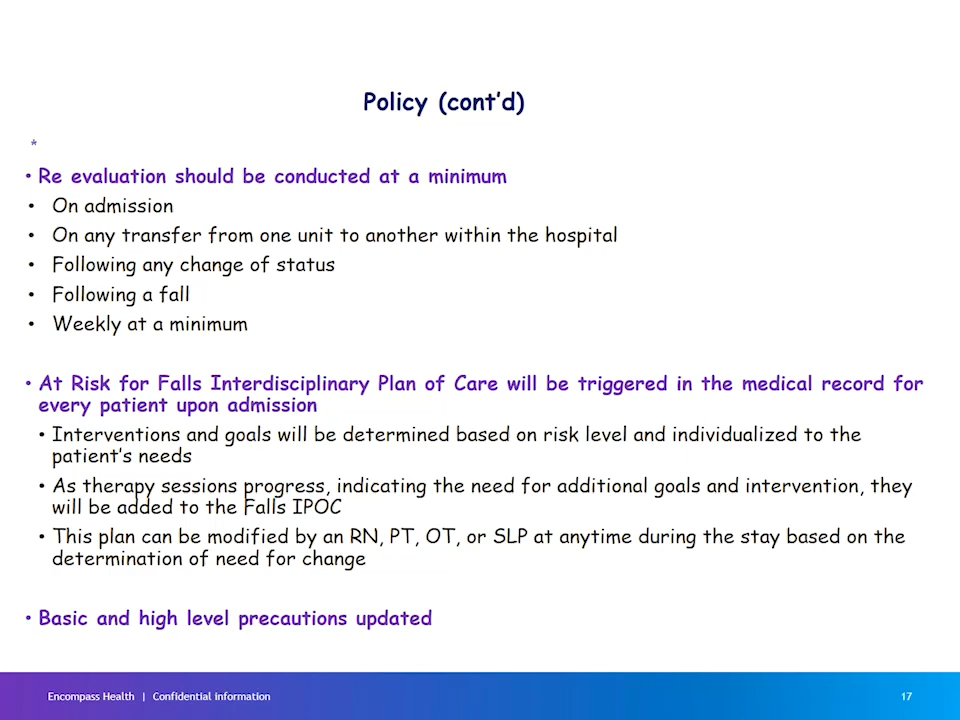 Policy (cont'd)
*
• Re evaluation should be conducted at a minimum
• On admission
• On any transfer from one unit to another within the hospital
• Following any change of status
• Following a fall
• Weekly at a minimum
• At Risk for Falls Interdisciplinary Plan of Care will be triggered in the medical record for
every patient upon admission
• Interventions and goals will be determined based on risk level and individualized to the
patient's needs
• As therapy sessions progress, indicating the need for additional goals and intervention, they
will be added to the Falls IPOC
• This plan can be modified by an RN, PT, OT, or SLP at anytime during the stay based on the
determination of need for change
• Basic and high level precautions updated
Encompass Health | Confidential information
17